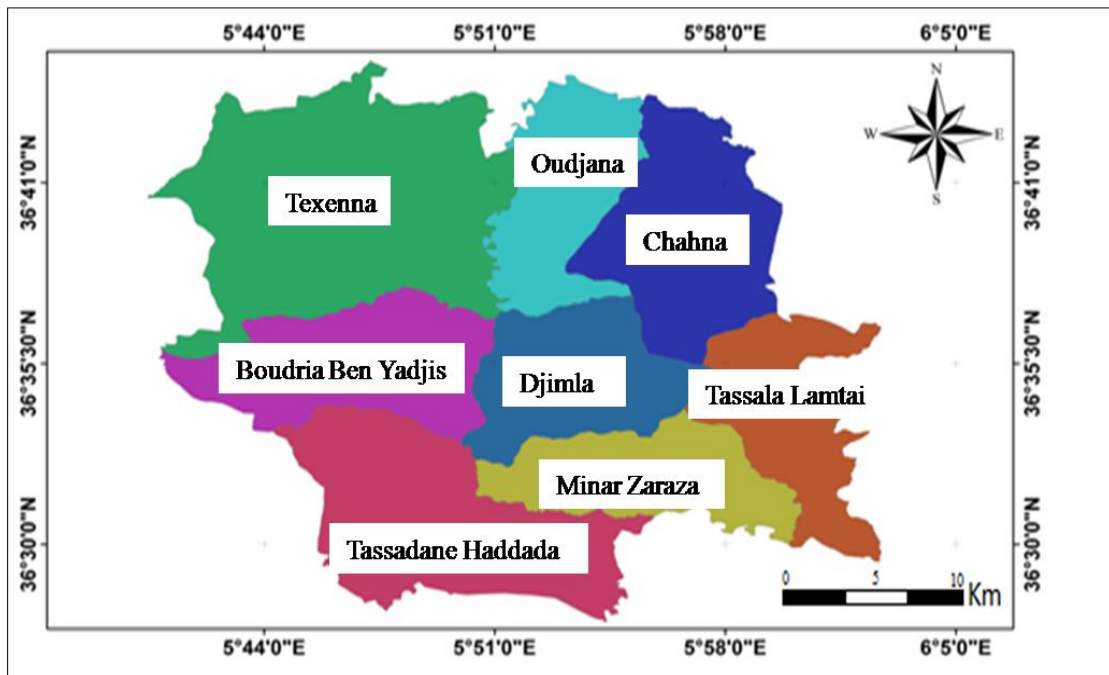 5°44'0"E 5°51'0"E 5°58'0"E 6°5'0"E
N
W E
S
36°41'0"N 36°41'0"N
Oudjana
Texenna
Chahna
36°35'30"N 36°35'30"N
Boudria Ben Yadjis
Djimla
Tassala Lamtai
Minar Zaraza
36°30'0"N 36°30'0"N
Tassadane Haddada
0 5 10
Km
5°44'0"E 5°51'0"E 5°58'0"E 6°5'0"E